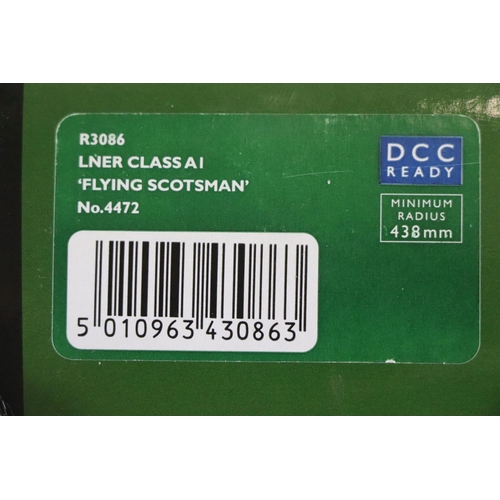 R3086
LNER CLASS A1
'FLYING SCOTSMAN'
No.4472
DCC
READY
MINIMUM
RADIUS
438mm
5 010963 430863